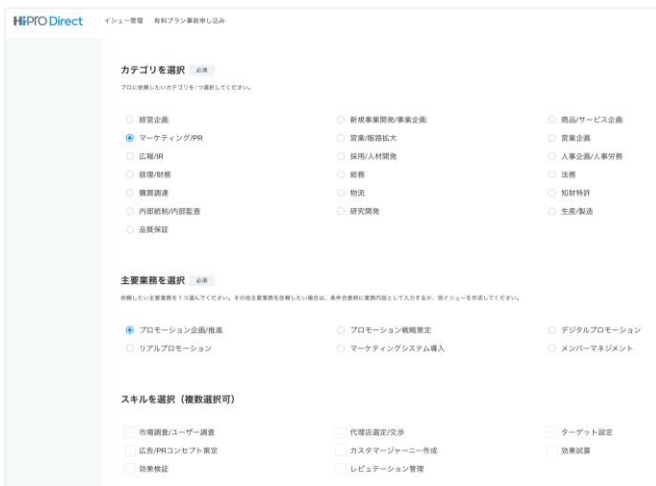 HiPRO Direct イシュー管理 有料プラン事前申し込み
カテゴリを選択 必須
プロに依頼したいカテゴリを1つ選択してください。
経営企画 新規事業開発/事業企画 商品/サービス企画
マーケティング/PR 営業/販路拡大 営業企画
広報/IR 採用/人材開発 人事企画/人事労務
経理/財務 総務 法務
購買調達 物流 知財特許
内部統制/内部監査 研究開発 生産/製造
品質保証
主要業務を選択 必須
依頼したい主要業務を1つ選んでください。その他主要業務を依頼したい場合は、条件合意時に業務内容として入力するか、別イシューを作成してください。
プロモーション企画/推進 プロモーション戦略策定 デジタルプロモーション
リアルプロモーション マーケティングシステム導入 メンバーマネジメント
スキルを選択（複数選択可）
市場調査/ユーザー調査 代理店選定/交渉 ターゲット設定
広告/PRコンセプト策定 カスタマージャーニー作成 効果試算
効果検証 レピュテーション管理